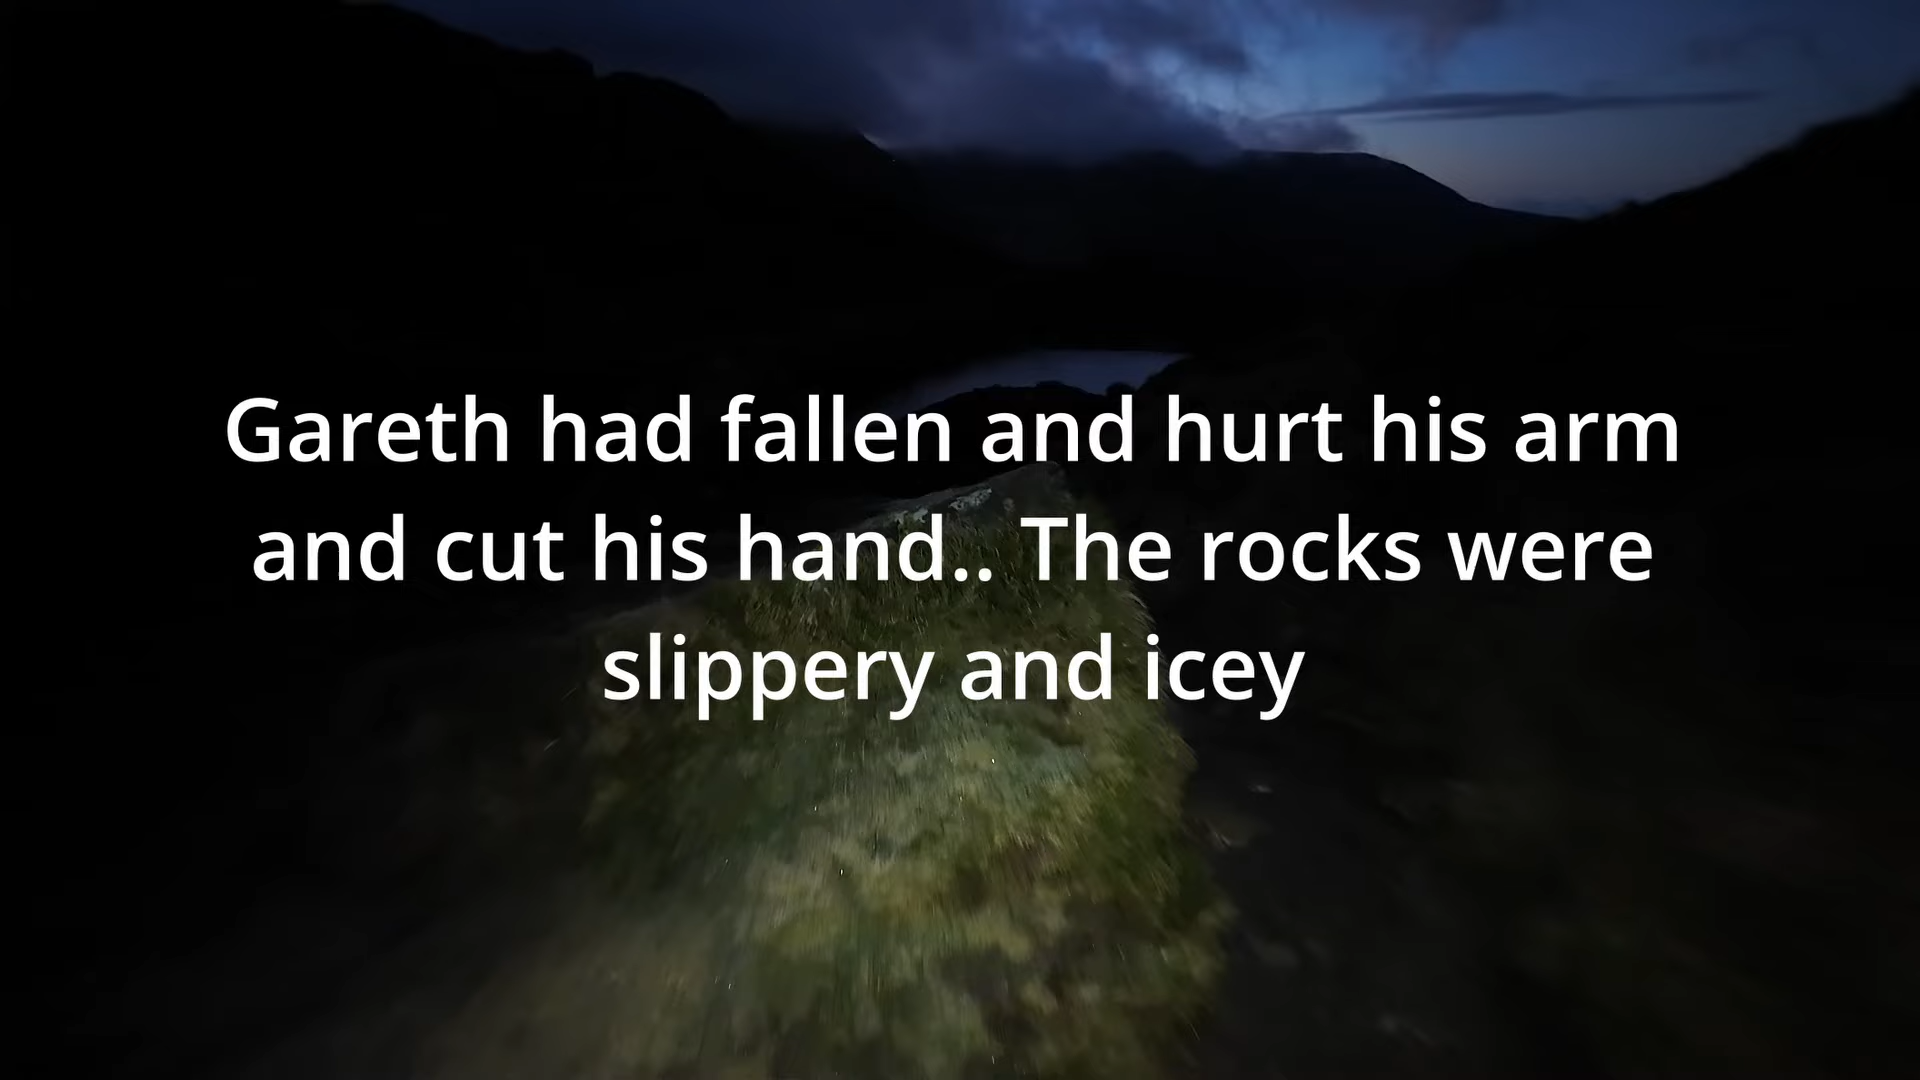 Gareth had fallen and hurt his arm
and cut his hand.. The rocks were
slippery and icey